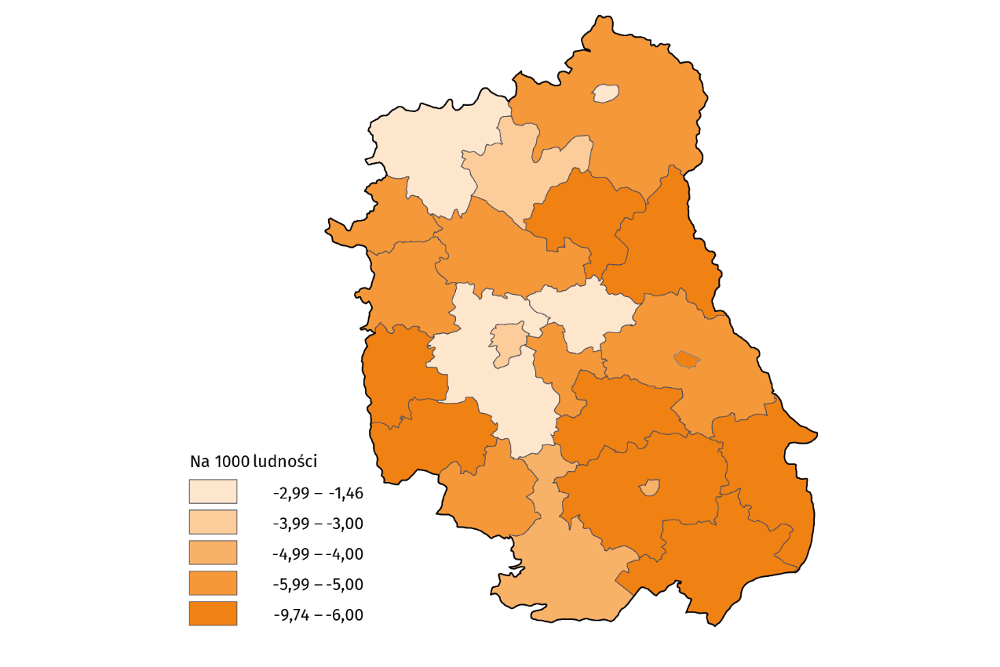 Na 1000 ludności
-2,99 – -1,46
-3,99 – -3,00
-4,99 – -4,00
-5,99 – -5,00
-9,74 – -6,00